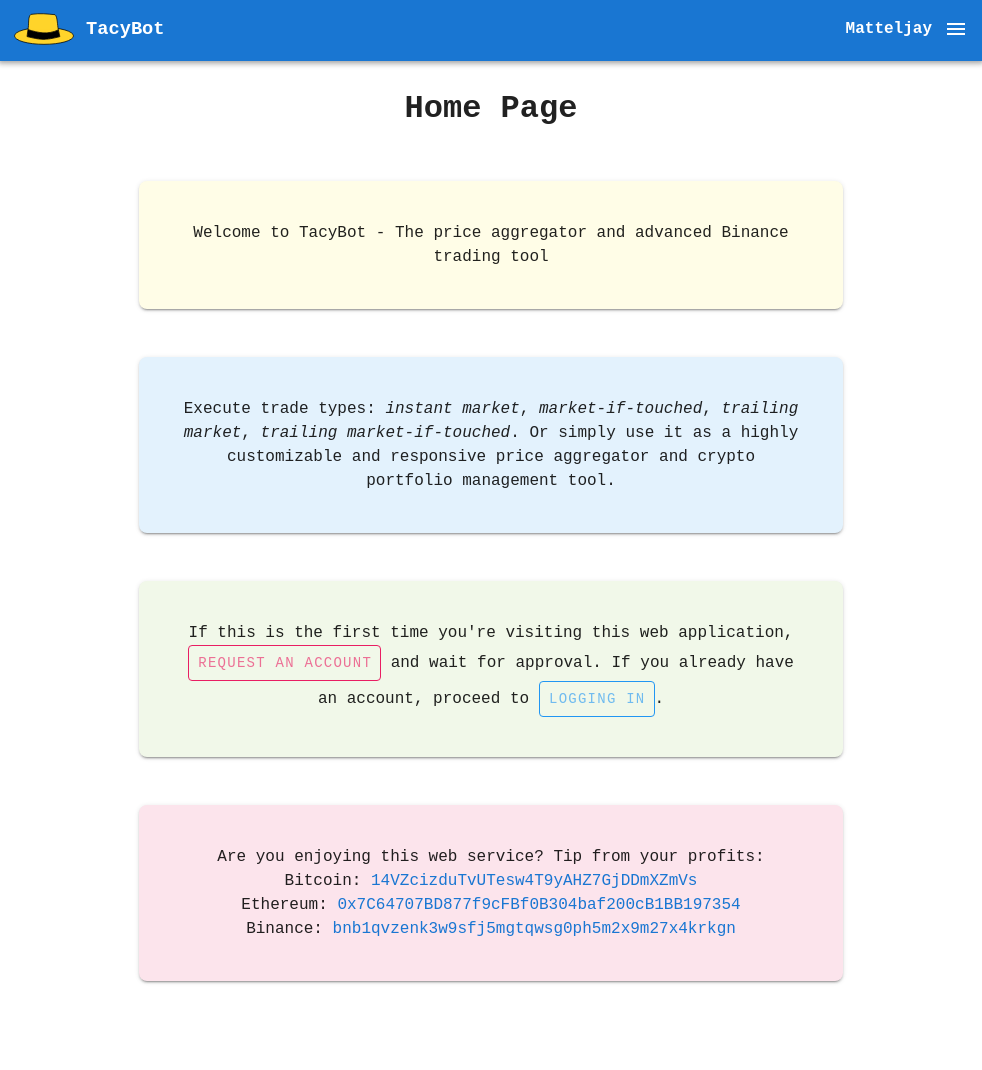 TacyBot
Matteljay
Home Page
Welcome to TacyBot - The price aggregator and advanced Binance
trading tool
Execute trade types: instant market, market-if-touched, trailing
market, trailing market-if-touched. Or simply use it as a highly
customizable and responsive price aggregator and crypto
portfolio management tool.
If this is the first time you're visiting this web application,
REQUEST AN ACCOUNT and wait for approval. If you already have
an account, proceed to LOGGING IN.
Are you enjoying this web service? Tip from your profits:
Bitcoin: 14VZcizduTvUTesw4T9yAHZ7GjDDmXZmVs
Ethereum: 0x7C64707BD877f9cFBf0B304baf200cB1BB197354
Binance: bnb1qvzenk3w9sfj5mgtqwsg0ph5m2x9m27x4krkgn